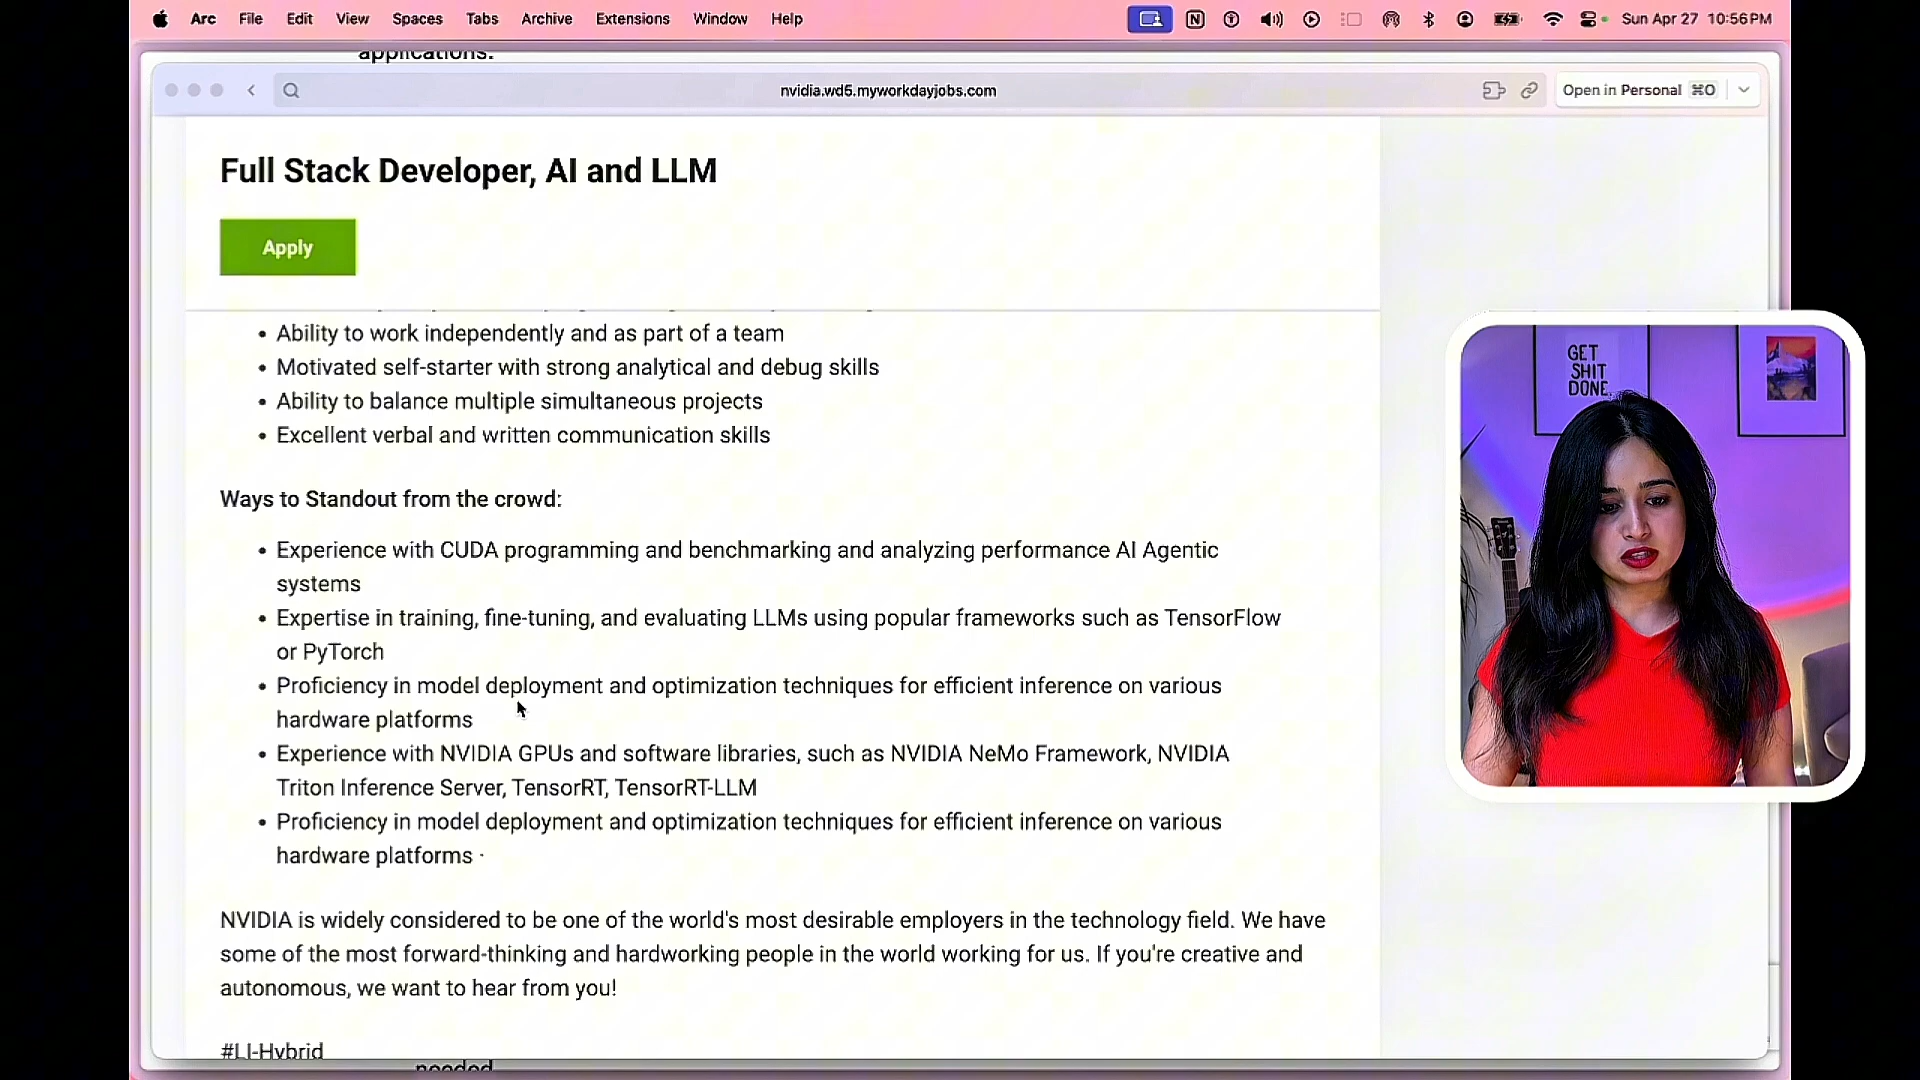 Arc File Edit View Spaces Tabs Archive Extensions Window Help Sun Apr 27 10:56 PM
applications.
nvidia.wd5.myworkdayjobs.com
Open in Personal ⌘O
Full Stack Developer, AI and LLM
Apply
• Ability to work independently and as part of a team
• Motivated self-starter with strong analytical and debug skills
• Ability to balance multiple simultaneous projects
• Excellent verbal and written communication skills
Ways to Standout from the crowd:
• Experience with CUDA programming and benchmarking and analyzing performance AI Agentic
systems
• Expertise in training, fine-tuning, and evaluating LLMs using popular frameworks such as TensorFlow
or PyTorch
• Proficiency in model deployment and optimization techniques for efficient inference on various
hardware platforms
• Experience with NVIDIA GPUs and software libraries, such as NVIDIA NeMo Framework, NVIDIA
Triton Inference Server, TensorRT, TensorRT-LLM
• Proficiency in model deployment and optimization techniques for efficient inference on various
hardware platforms ·
NVIDIA is widely considered to be one of the world's most desirable employers in the technology field. We have
some of the most forward-thinking and hardworking people in the world working for us. If you're creative and
autonomous, we want to hear from you!
#LI-Hybrid
needed
GET
SHIT
DONE.